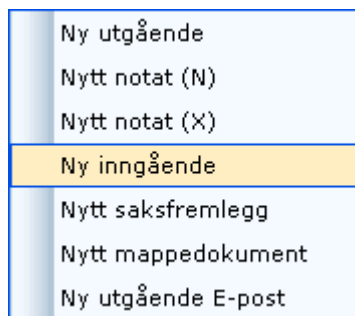 Ny utgående
Nytt notat (N)
Nytt notat (X)
Ny inngående
Nytt saksfremlegg
Nytt mappedokument
Ny utgående E-post